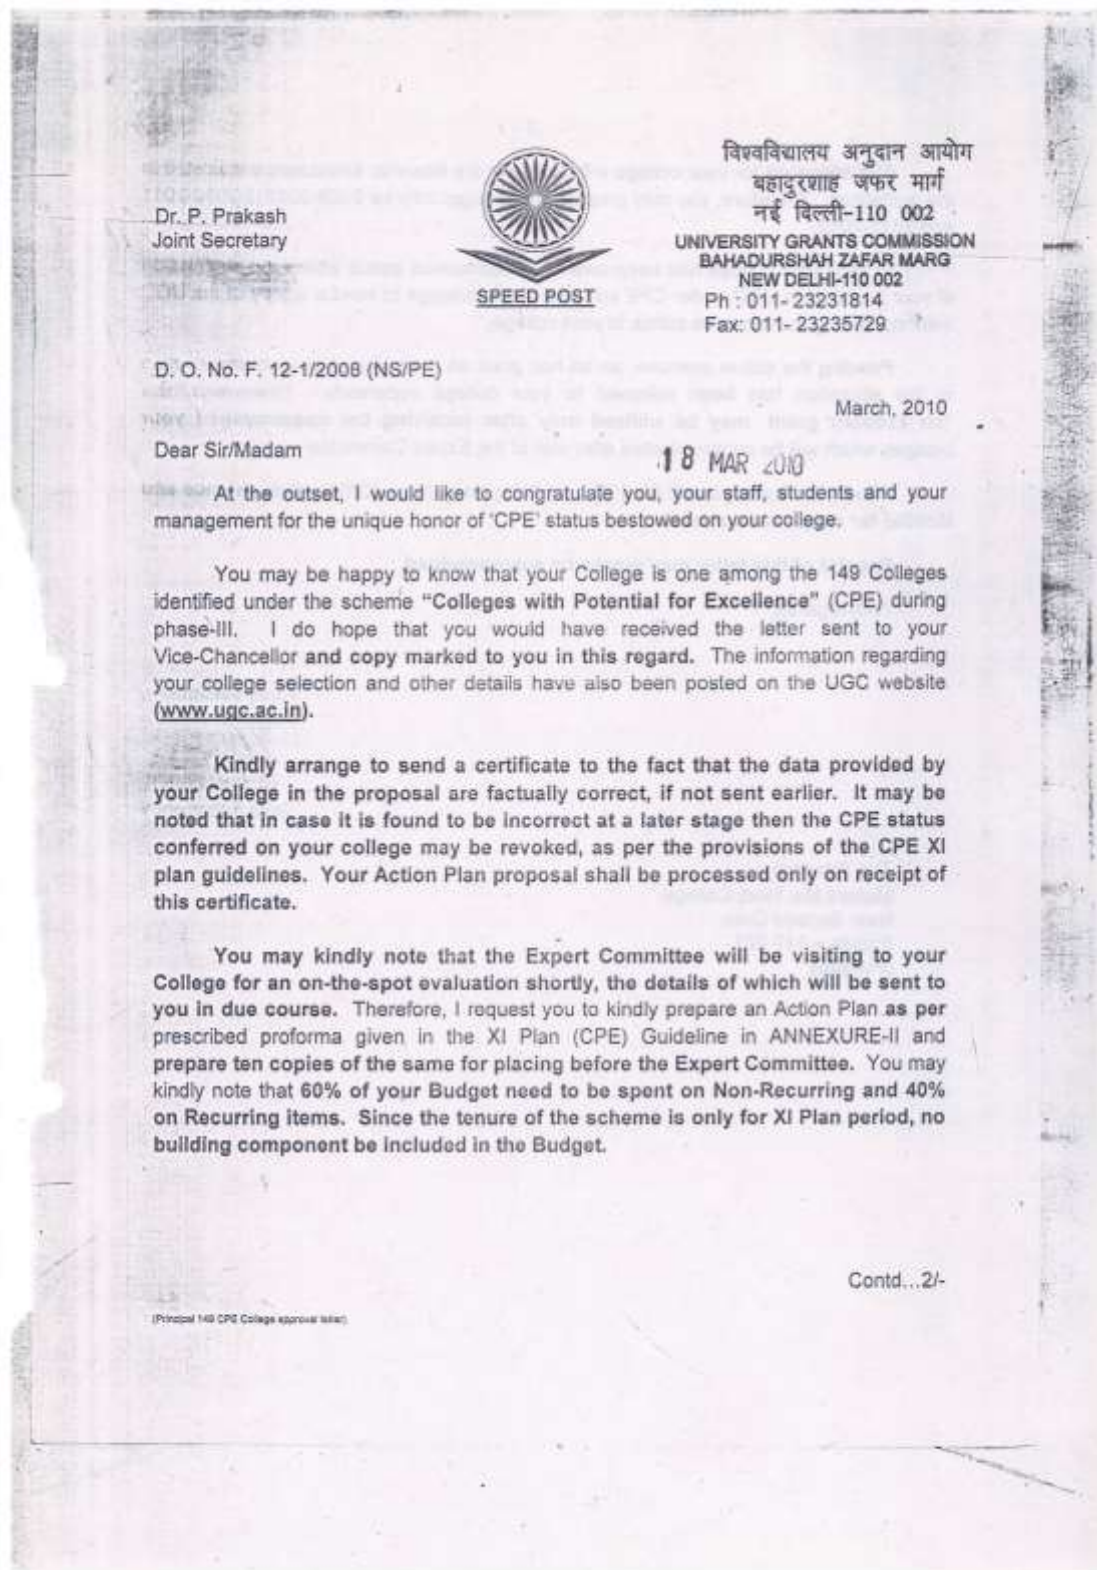 विश्वविद्यालय अनुदान आयोग
बहादुरशाह जफर मार्ग
नई दिल्ली-110 002
UNIVERSITY GRANTS COMMISSION
BAHADURSHAH ZAFAR MARG
NEW DELHI-110 002
Ph : 011- 23231814
Fax: 011- 23235729
Dr. P. Prakash
Joint Secretary
SPEED POST
D. O. No. F. 12-1/2008 (NS/PE)
March, 2010
Dear Sir/Madam
18 MAR 2010
At the outset, I would like to congratulate you, your staff, students and your
management for the unique honor of 'CPE' status bestowed on your college.
You may be happy to know that your College is one among the 149 Colleges
identified under the scheme "Colleges with Potential for Excellence" (CPE) during
phase-III. I do hope that you would have received the letter sent to your
Vice-Chancellor and copy marked to you in this regard. The information regarding
your college selection and other details have also been posted on the UGC website
(www.ugc.ac.in).
Kindly arrange to send a certificate to the fact that the data provided by
your College in the proposal are factually correct, if not sent earlier. It may be
noted that in case it is found to be incorrect at a later stage then the CPE status
conferred on your college may be revoked, as per the provisions of the CPE XI
plan guidelines. Your Action Plan proposal shall be processed only on receipt of
this certificate.
You may kindly note that the Expert Committee will be visiting to your
College for an on-the-spot evaluation shortly, the details of which will be sent to
you in due course. Therefore, I request you to kindly prepare an Action Plan as per
prescribed proforma given in the XI Plan (CPE) Guideline in ANNEXURE-II and
prepare ten copies of the same for placing before the Expert Committee. You may
kindly note that 60% of your Budget need to be spent on Non-Recurring and 40%
on Recurring items. Since the tenure of the scheme is only for XI Plan period, no
building component be included in the Budget.
Contd...2/-
(Principal 149 CPE College approval letter)